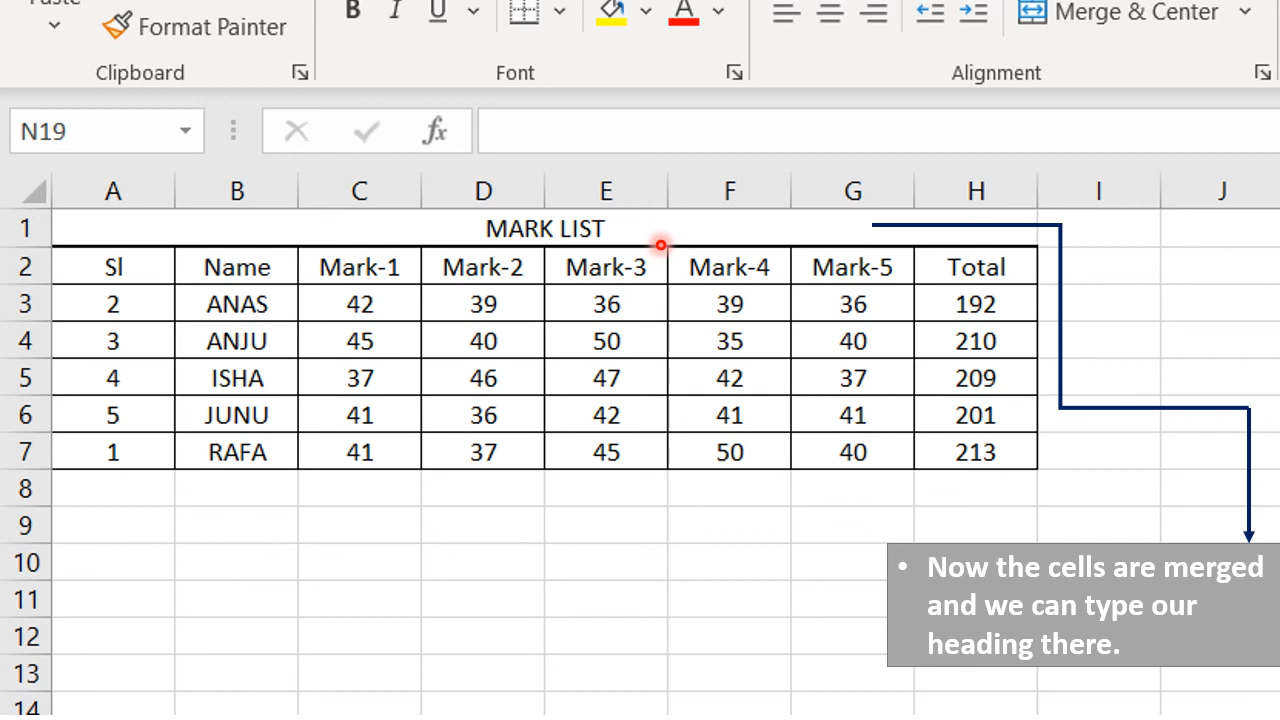 Paste
Format Painter
B I U A
Merge & Center
Clipboard Font Alignment
N19 fx
A B C D E F G H I J
1 MARK LIST
2 Sl Name Mark-1 Mark-2 Mark-3 Mark-4 Mark-5 Total
3 2 ANAS 42 39 36 39 36 192
4 3 ANJU 45 40 50 35 40 210
5 4 ISHA 37 46 47 42 37 209
6 5 JUNU 41 36 42 41 41 201
7 1 RAFA 41 37 45 50 40 213
8
9
10
11
12
13
14
• Now the cells are merged
and we can type our
heading there.